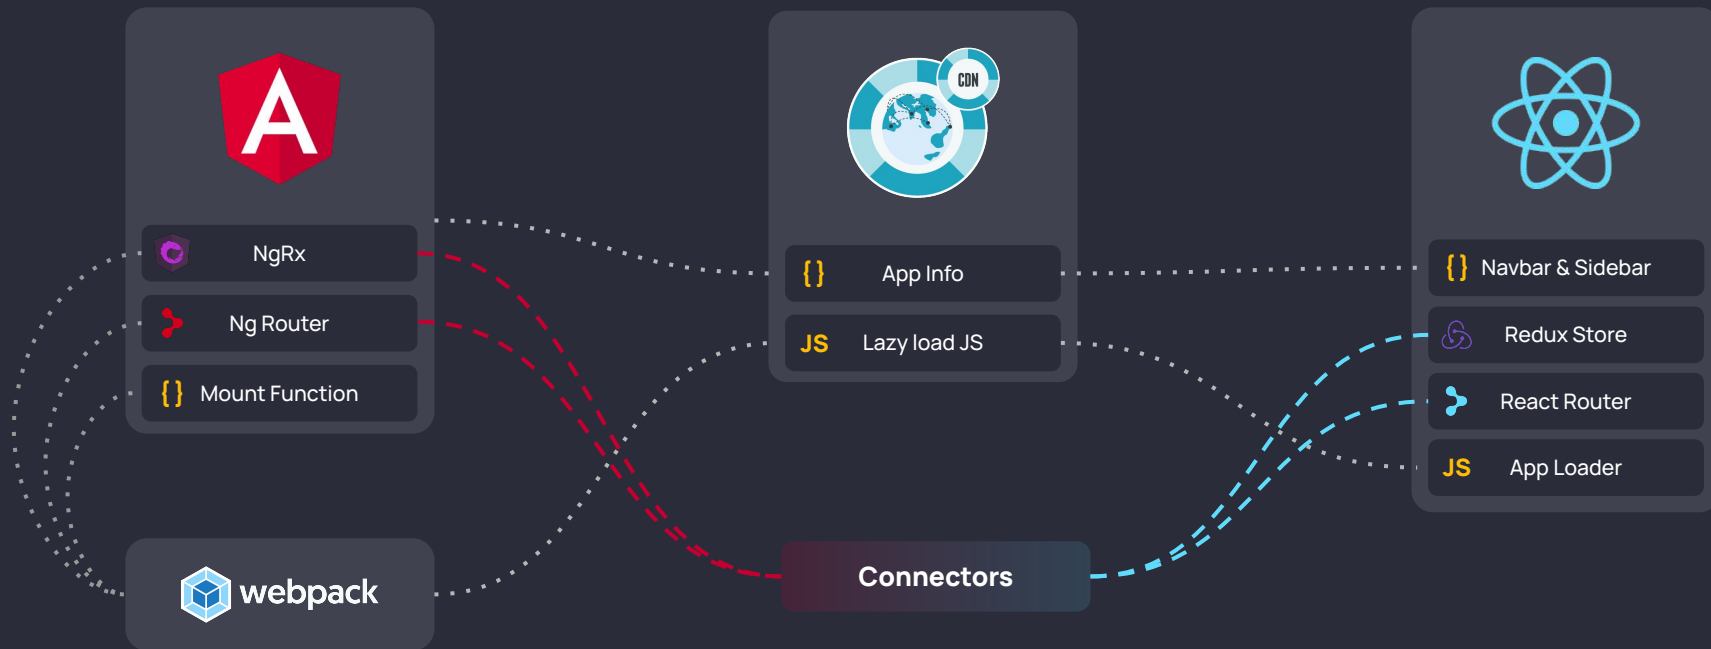 A
NgRx
Ng Router
{} Mount Function
webpack
CDN
{} App Info
JS Lazy load JS
Connectors
{} Navbar & Sidebar
Redux Store
React Router
JS App Loader